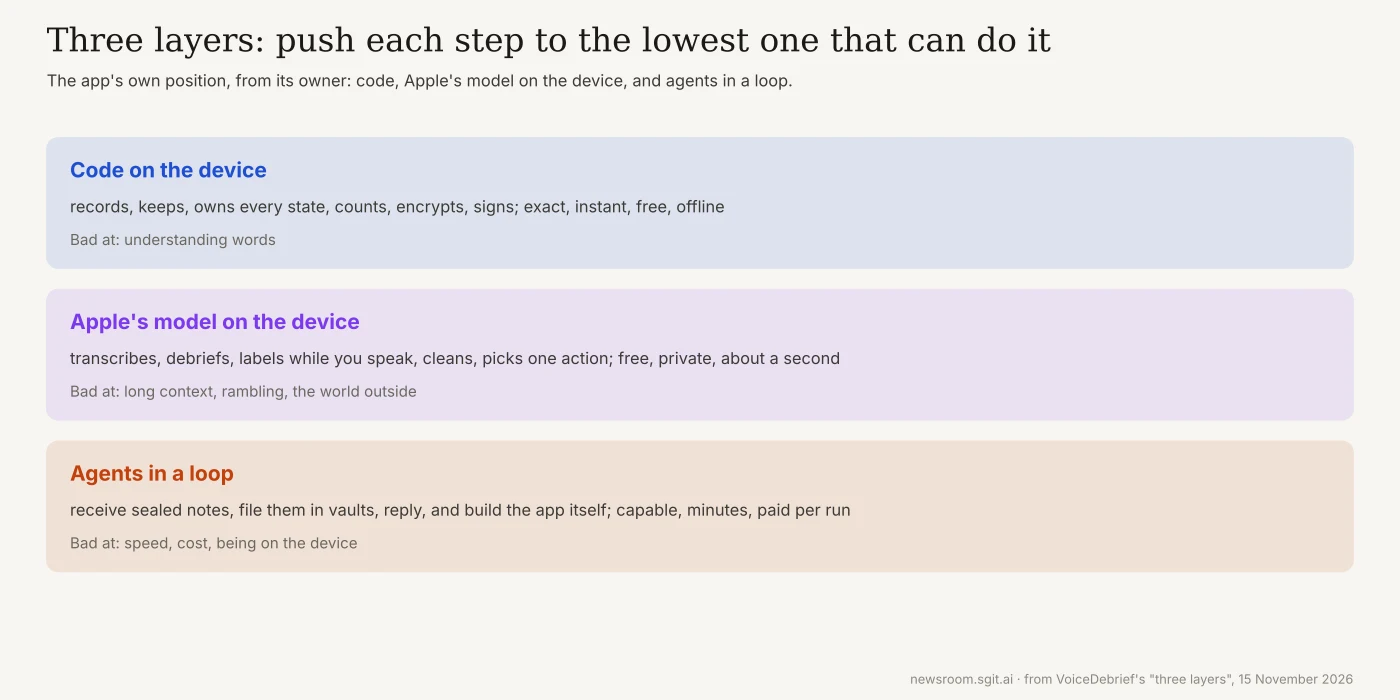 Three layers: push each step to the lowest one that can do it
The app's own position, from its owner: code, Apple's model on the device, and agents in a loop.
Code on the device
records, keeps, owns every state, counts, encrypts, signs; exact, instant, free, offline
Bad at: understanding words
Apple's model on the device
transcribes, debriefs, labels while you speak, cleans, picks one action; free, private, about a second
Bad at: long context, rambling, the world outside
Agents in a loop
receive sealed notes, file them in vaults, reply, and build the app itself; capable, minutes, paid per run
Bad at: speed, cost, being on the device
newsroom.sgit.ai · from VoiceDebrief's "three layers", 15 November 2026